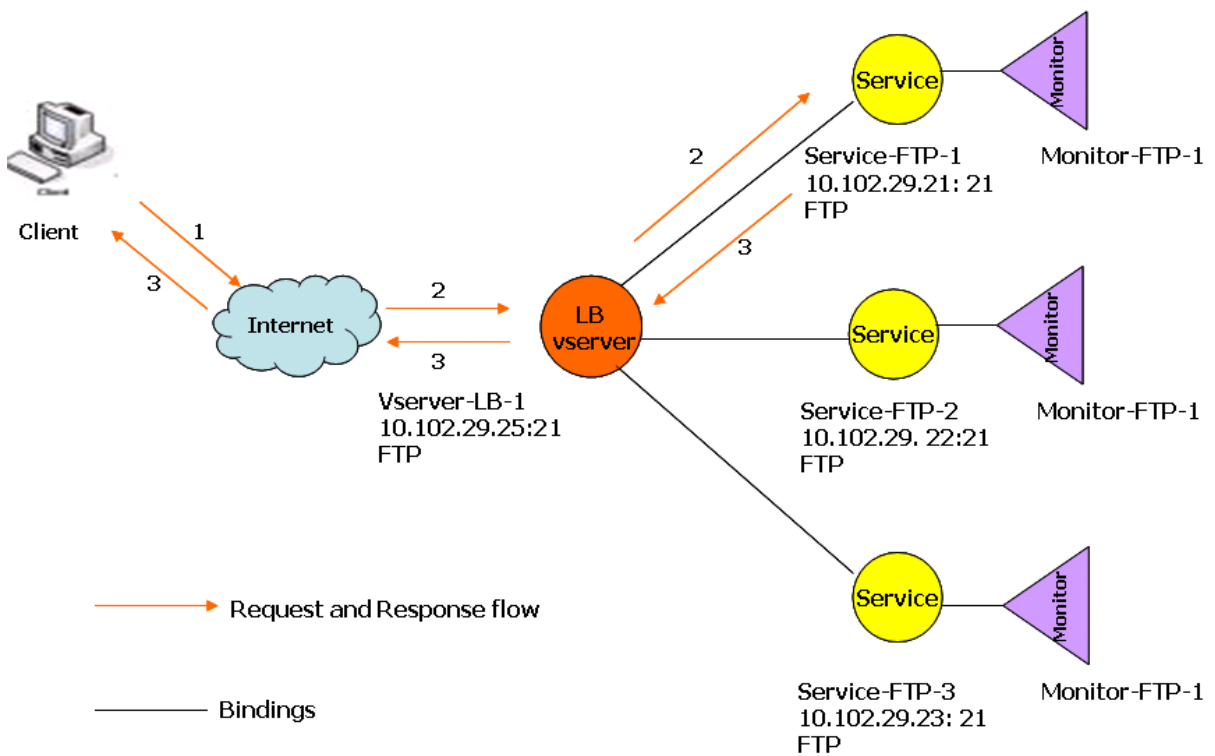 Service
Monitor
Service-FTP-1
10.102.29.21: 21
FTP
Monitor-FTP-1
2
3
Client
Client
1
3
Internet
2
3
LB
vserver
Vserver-LB-1
10.102.29.25:21
FTP
Service
Monitor
Service-FTP-2
10.102.29. 22:21
FTP
Monitor-FTP-1
Service
Monitor
Service-FTP-3
10.102.29.23: 21
FTP
Monitor-FTP-1
Request and Response flow
Bindings